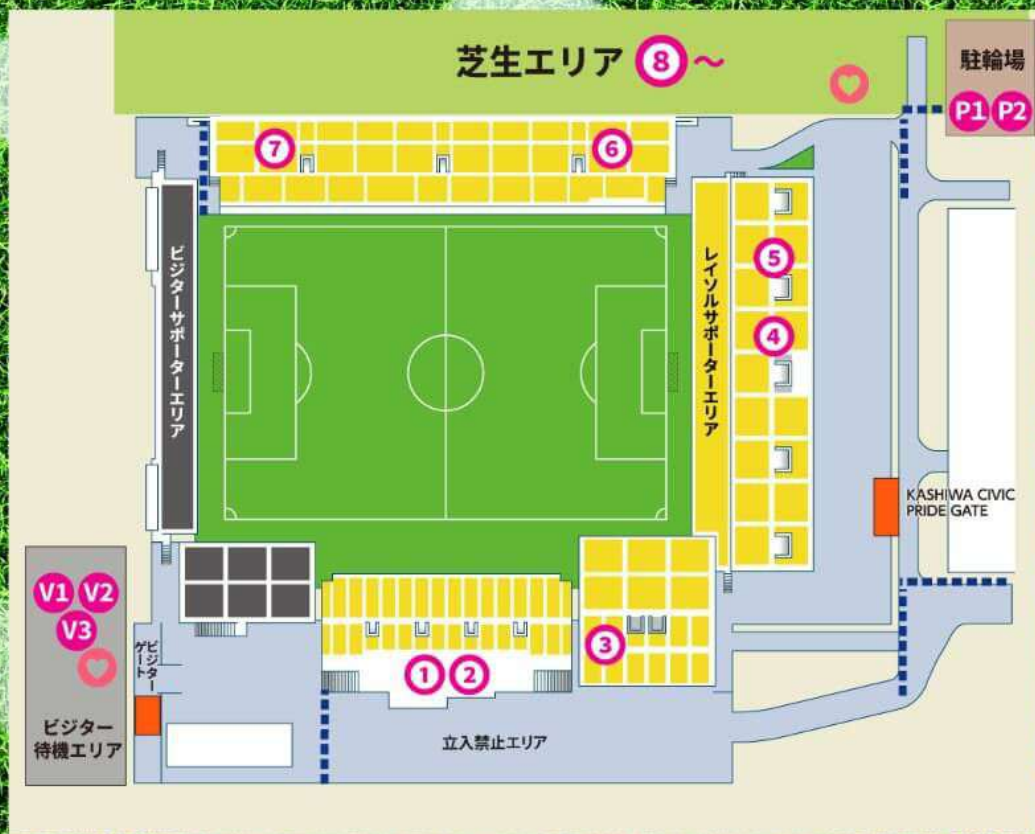 芝生エリア ⑧ ～
駐輪場
P1 P2
⑦
⑥
ビジターサポーターエリア
レイソルサポーターエリア
⑤
④
KASHIWA CIVIC
PRIDE GATE
V1 V2
V3
ビジター
ゲート
③
① ②
ビジター
待機エリア
立入禁止エリア